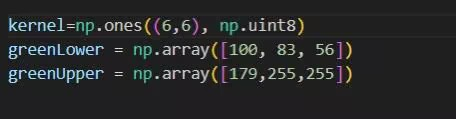 kernel=np.ones((6,6), np.uint8)
greenLower = np.array([100, 83, 56])
greenUpper = np.array([179,255,255])